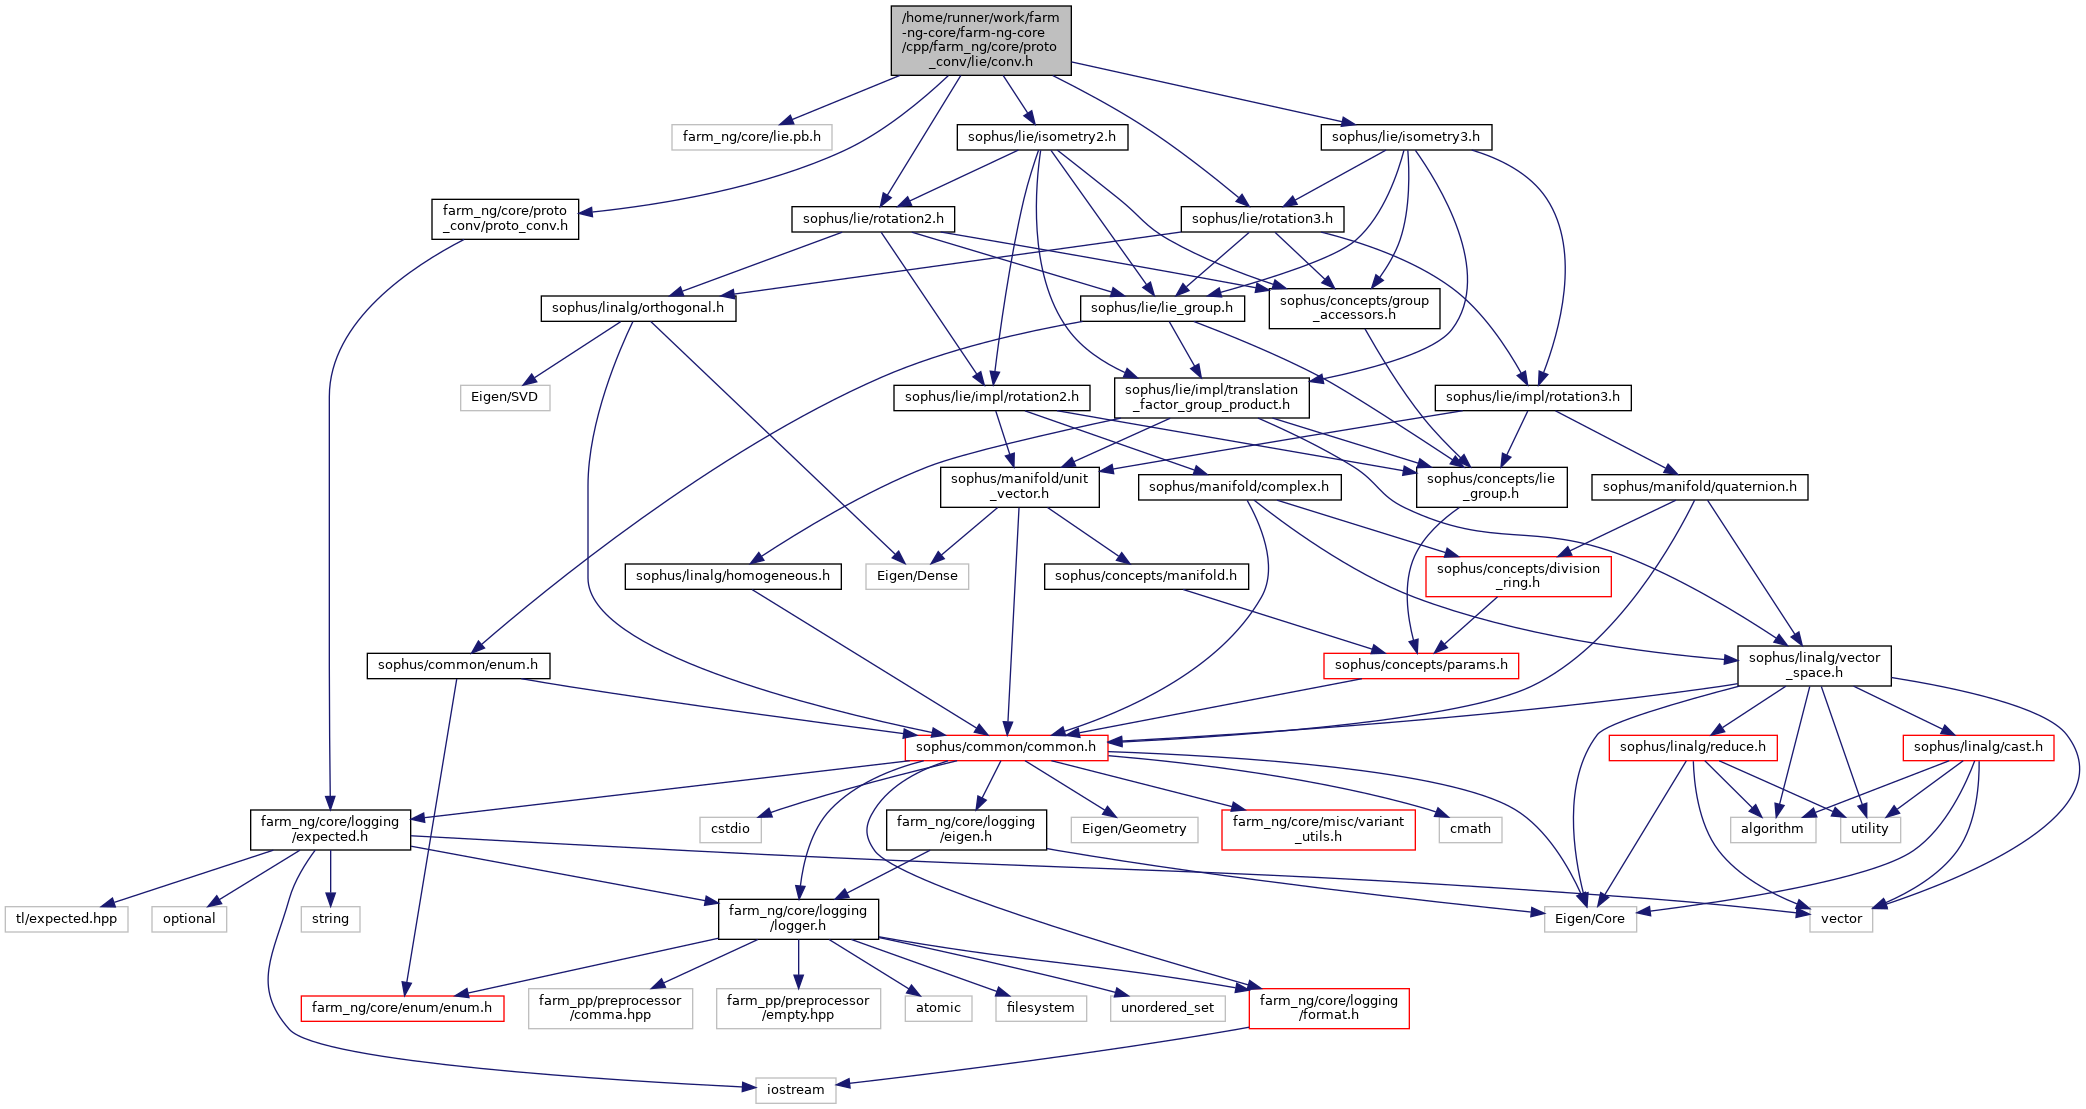 /home/runner/work/farm
-ng-core/farm-ng-core
/cpp/farm_ng/core/proto
_conv/lie/conv.h
farm_ng/core/lie.pb.h
sophus/lie/isometry2.h
sophus/lie/isometry3.h
farm_ng/core/proto
_conv/proto_conv.h
sophus/lie/rotation2.h
sophus/lie/rotation3.h
sophus/linalg/orthogonal.h
sophus/lie/lie_group.h
sophus/concepts/group
_accessors.h
Eigen/SVD
sophus/lie/impl/rotation2.h
sophus/lie/impl/translation
_factor_group_product.h
sophus/lie/impl/rotation3.h
sophus/manifold/unit
_vector.h
sophus/manifold/complex.h
sophus/concepts/lie
_group.h
sophus/manifold/quaternion.h
sophus/linalg/homogeneous.h
Eigen/Dense
sophus/concepts/manifold.h
sophus/concepts/division
_ring.h
sophus/common/enum.h
sophus/concepts/params.h
sophus/linalg/vector
_space.h
sophus/common/common.h
sophus/linalg/reduce.h
sophus/linalg/cast.h
farm_ng/core/logging
/expected.h
cstdio
farm_ng/core/logging
/eigen.h
Eigen/Geometry
farm_ng/core/misc/variant
_utils.h
cmath
algorithm
utility
tl/expected.hpp
optional
string
farm_ng/core/logging
/logger.h
Eigen/Core
vector
farm_ng/core/enum/enum.h
farm_pp/preprocessor
/comma.hpp
farm_pp/preprocessor
/empty.hpp
atomic
filesystem
unordered_set
farm_ng/core/logging
/format.h
iostream